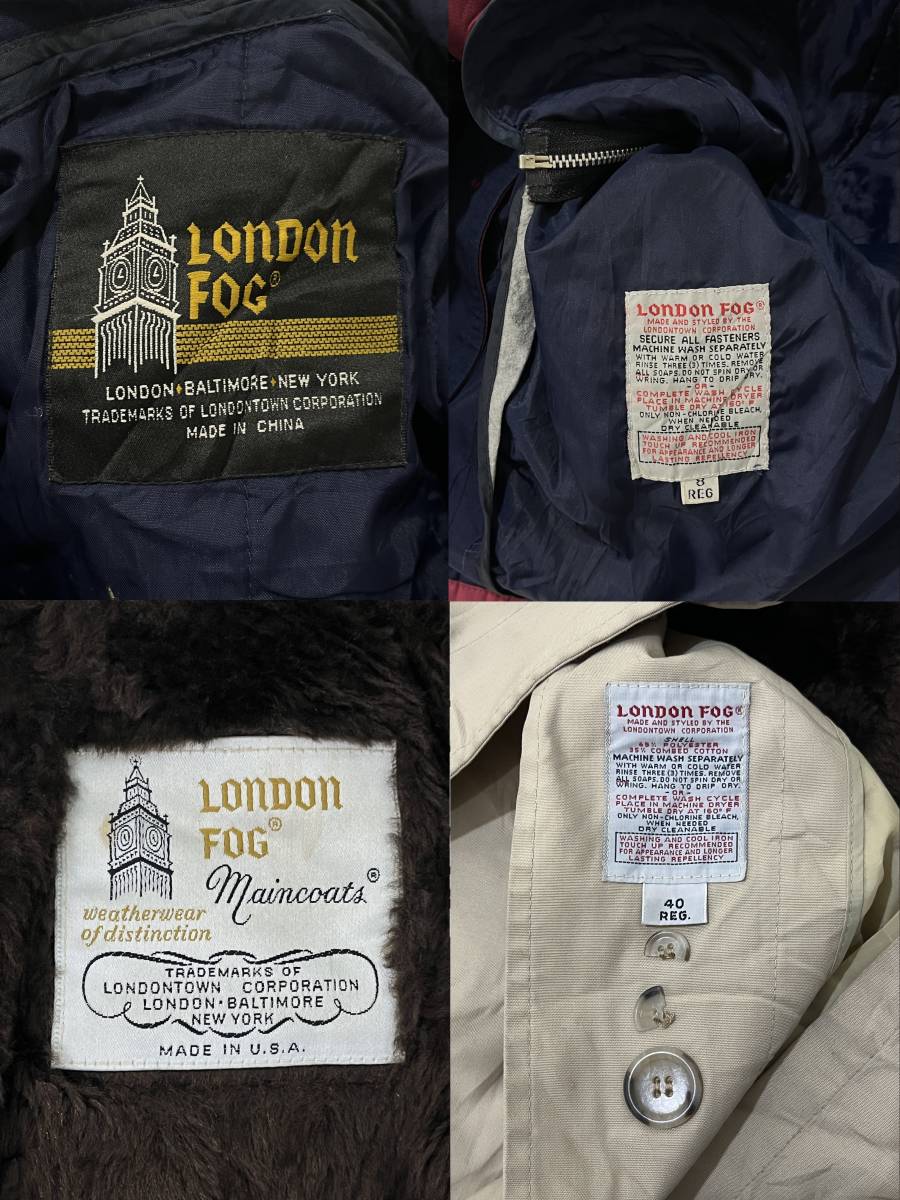 LONDON
FOG®
LONDON♦BALTIMORE♦NEW YORK
TRADEMARKS OF LONDONTOWN CORPORATION
MADE IN CHINA
LONDON FOG®
MADE AND STYLED BY THE
LONDONTOWN CORPORATION
SECURE ALL FASTENERS
MACHINE WASH SEPARATELY
WITH WARM OR COLD WATER
RINSE THREE (3) TIMES. REMOVE
ALL SOAPS. DO NOT SPIN DRY OR
WRING. HANG TO DRIP DRY.
-OR-
COMPLETE WASH CYCLE
PLACE IN MACHINE DRYER
TUMBLE DRY AT 160° F
ONLY NON-CHLORINE BLEACH,
WHEN NEEDED
DRY CLEANABLE
WASHING AND COOL IRON
TOUCH UP RECOMMENDED
FOR APPEARANCE AND LONGER
LASTING REPELLENCY
8
REG
LONDON
FOG®
Maincoats®
weatherwear
of distinction
TRADEMARKS OF
LONDONTOWN CORPORATION
LONDON·BALTIMORE
NEW YORK
MADE IN U.S.A.
LONDON FOG®
MADE AND STYLED BY THE
LONDONTOWN CORPORATION
SHELL
65% POLYESTER
35% COMBED COTTON
MACHINE WASH SEPARATELY
WITH WARM OR COLD WATER
RINSE THREE (3) TIMES. REMOVE
ALL SOAPS. DO NOT SPIN DRY OR
WRING. HANG TO DRIP DRY.
-OR-
COMPLETE WASH CYCLE
PLACE IN MACHINE DRYER
TUMBLE DRY AT 160° F
ONLY NON-CHLORINE BLEACH,
WHEN NEEDED
DRY CLEANABLE
WASHING AND COOL IRON
TOUCH UP RECOMMENDED
FOR APPEARANCE AND LONGER
LASTING REPELLENCY
40
REG.